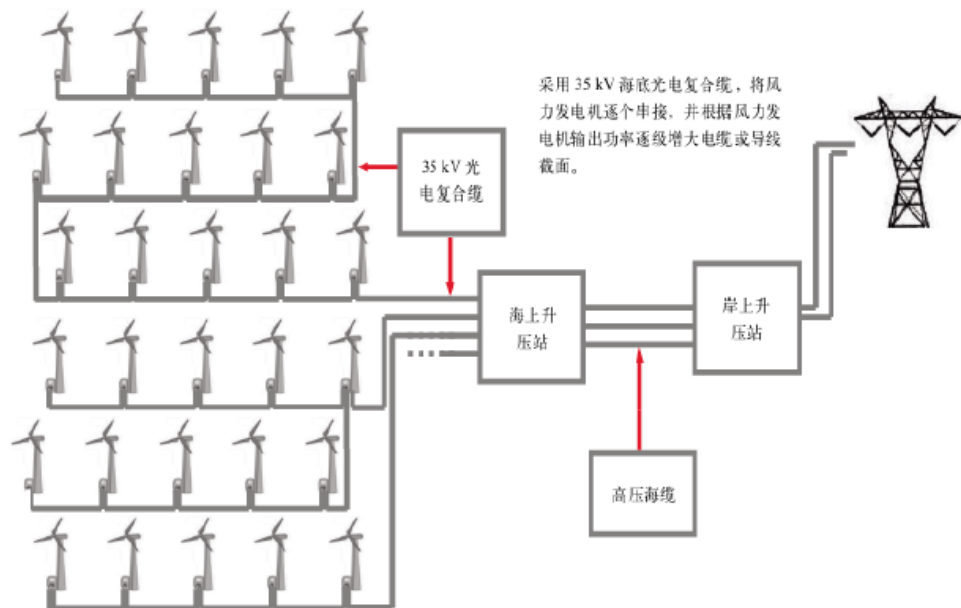 采用 35 kV 海底光电复合缆，将风
力发电机逐个串接，并根据风力发
电机输出功率逐级增大电缆或导线
截面。
35 kV 光
电复合缆
海上升
压站
岸上升
压站
高压海缆